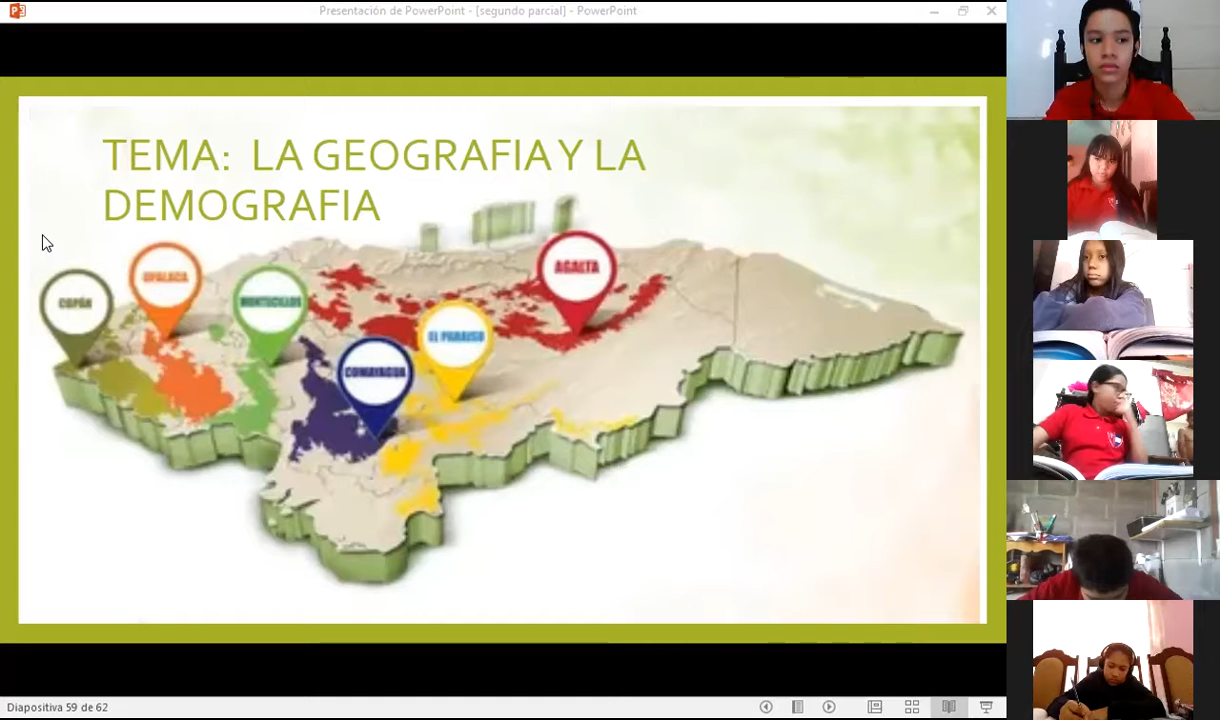 Presentación de PowerPoint - [segundo parcial] - PowerPoint
TEMA: LA GEOGRAFIA Y LA
DEMOGRAFIA
COPÁN
OPALACA
MONTECILLOS
COMAYAGUA
EL PARAISO
AGALTA
Diapositiva 59 de 62